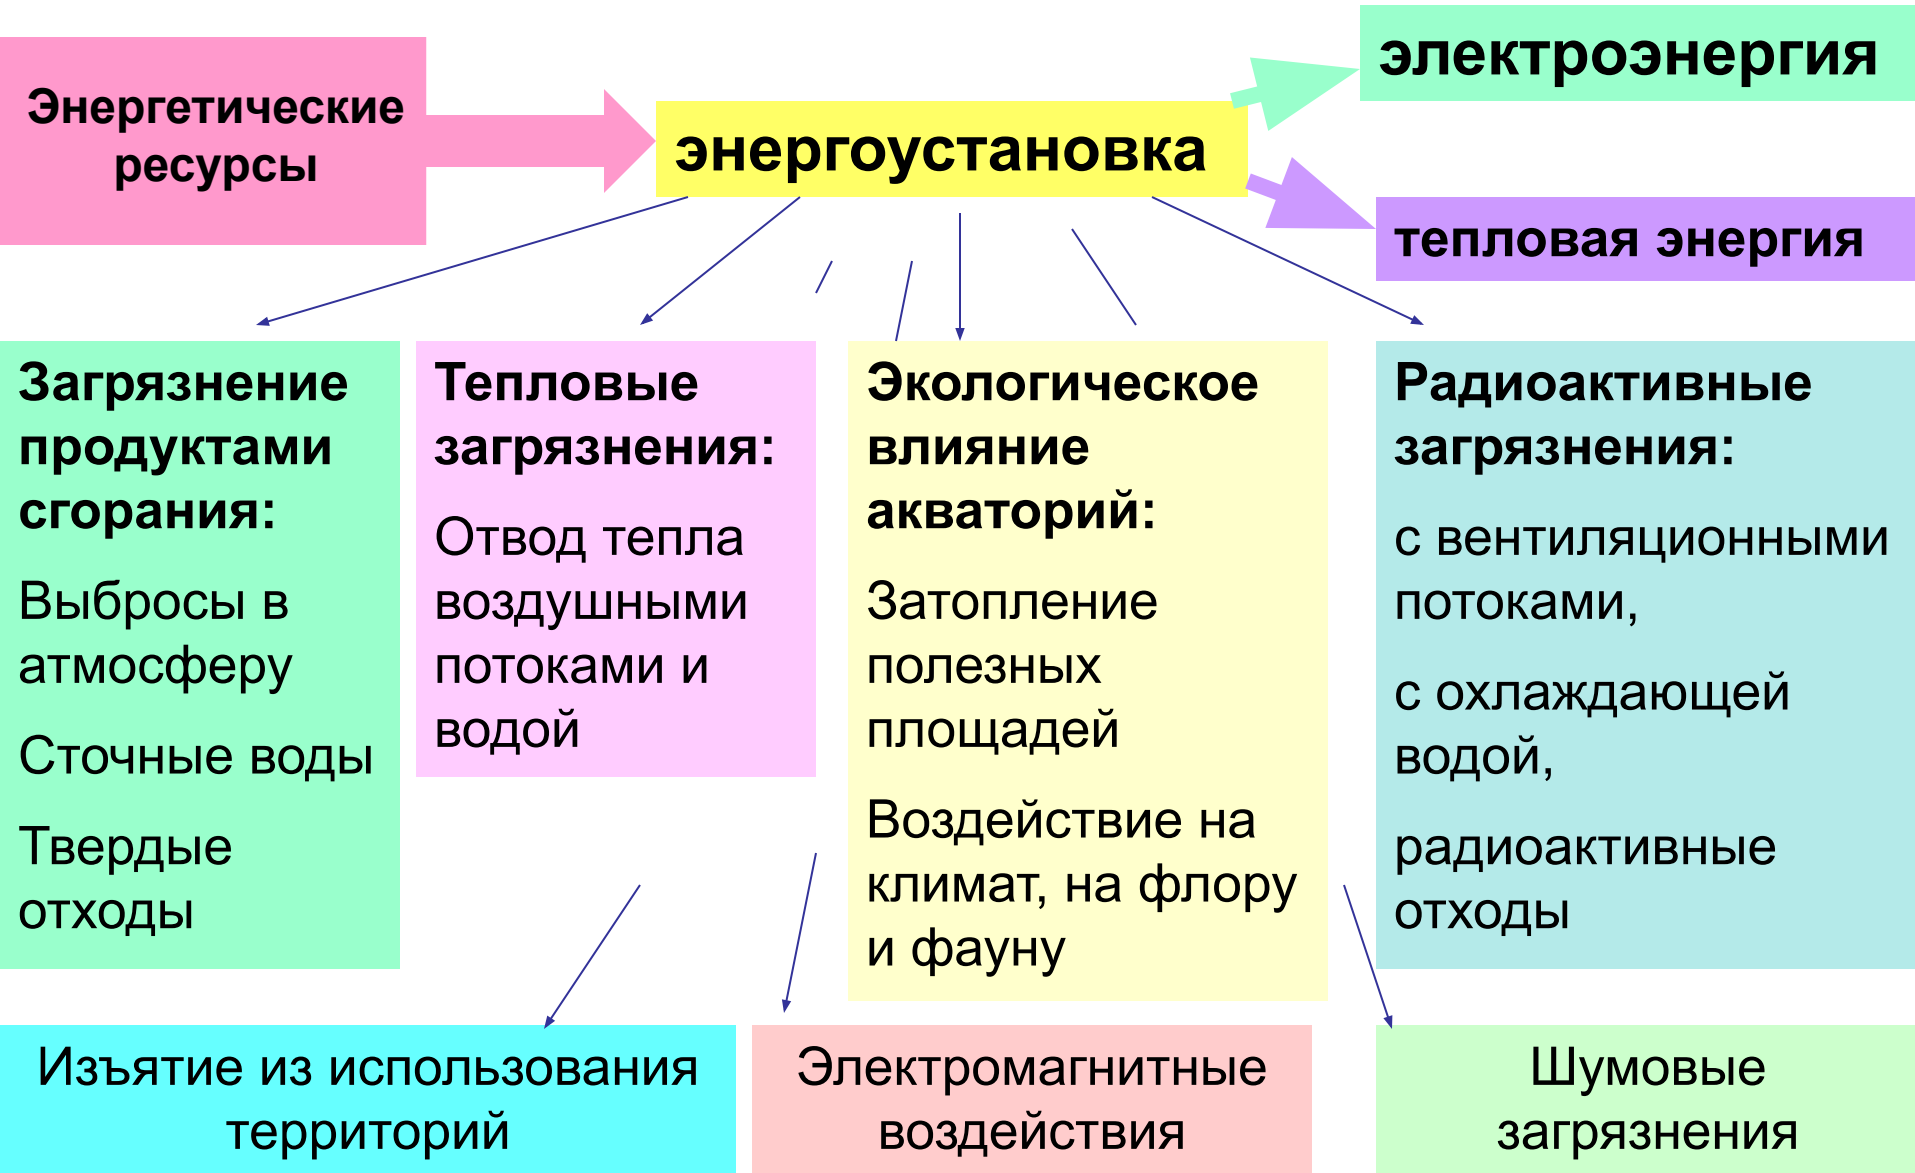 Энергетические
ресурсы
энергоустановка
электроэнергия
тепловая энергия
Загрязнение
продуктами
сгорания:
Выбросы в
атмосферу
Сточные воды
Твердые
отходы
Тепловые
загрязнения:
Отвод тепла
воздушными
потоками и
водой
Экологическое
влияние
акваторий:
Затопление
полезных
площадей
Воздействие на
климат, на флору
и фауну
Радиоактивные
загрязнения:
с вентиляционными
потоками,
с охлаждающей
водой,
радиоактивные
отходы
Изъятие из использования
территорий
Электромагнитные
воздействия
Шумовые
загрязнения